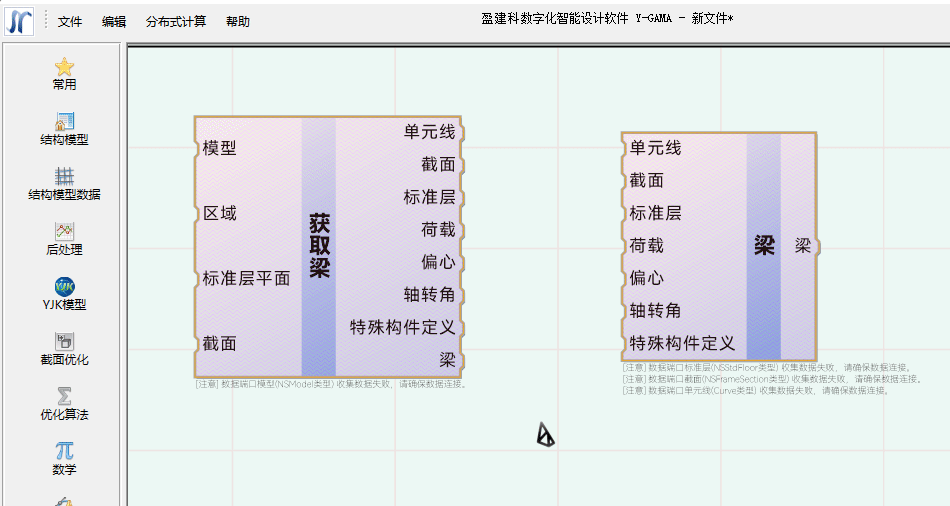 盈建科数字化智能设计软件 Y-GAMA - 新文件*
文件 编辑 分布式计算 帮助
常用
结构模型
结构模型数据
后处理
YJK模型
截面优化
优化算法
数学
模型
区域
标准层平面
截面
获取梁
单元线
截面
标准层
荷载
偏心
轴转角
特殊构件定义
梁
[注意] 数据端口模型(NSModel类型) 收集数据失败，请确保数据连接。
单元线
截面
标准层
荷载
偏心
轴转角
特殊构件定义
梁
梁
[注意] 数据端口标准层(NSStdFloor类型) 收集数据失败，请确保数据连接。
[注意] 数据端口截面(NSFrameSection类型) 收集数据失败，请确保数据连接。
[注意] 数据端口单元线(Curve类型) 收集数据失败，请确保数据连接。